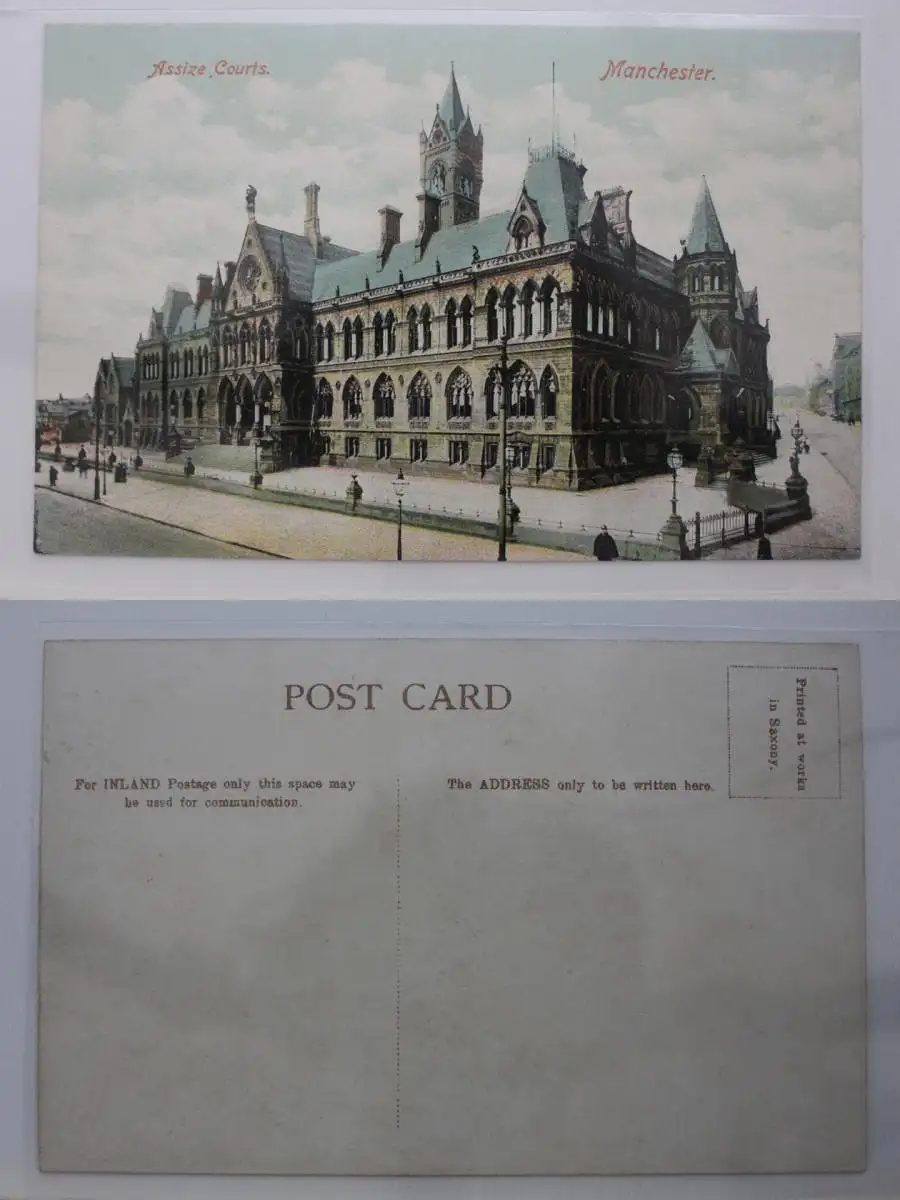 Assize Courts.
Manchester.
POST CARD
Printed at works
in Saxony.
For INLAND Postage only this space may
be used for communication.
The ADDRESS only to be written here.